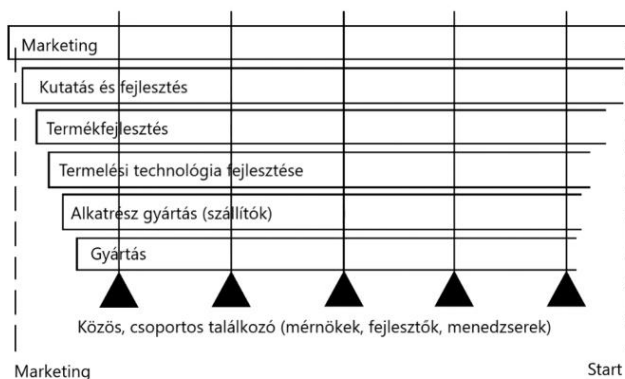 Marketing
Kutatás és fejlesztés
Termékfejlesztés
Termelési technológia fejlesztése
Alkatrész gyártás (szállítók)
Gyártás
Közös, csoportos találkozó (mérnökek, fejlesztők, menedzserek)
Marketing Start